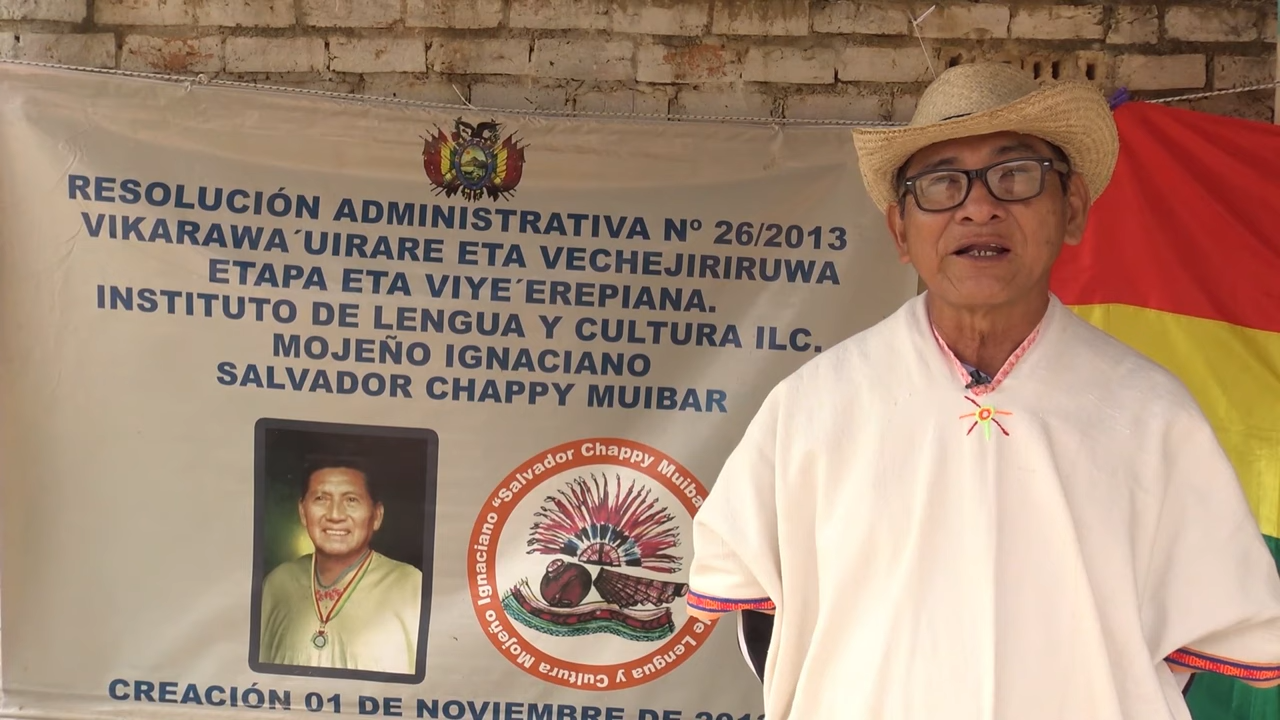 RESOLUCIÓN ADMINISTRATIVA Nº 26/2013
VIKARAWA´UIRARE ETA VECHEJIRIRUWA
ETAPA ETA VIYE´EREPIANA.
INSTITUTO DE LENGUA Y CULTURA ILC.
MOJEÑO IGNACIANO
SALVADOR CHAPPY MUIBAR
Ignaciano “Salvador Chappy
Lengua y Cultura Mojeño
CREACIÓN 01 DE NOVIEMBRE DE